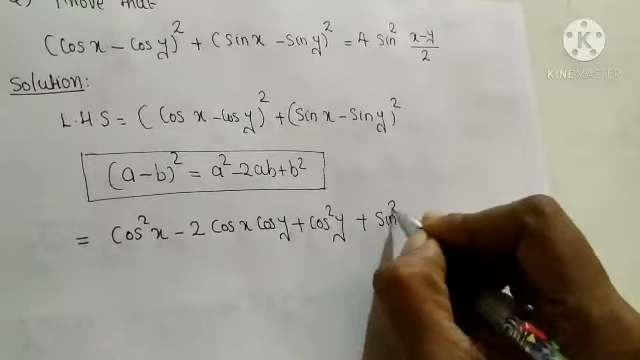 Prove that
(Cos x - Cos y)² + (Sin x - Sin y)² = 4 Sin² (x-y)/2
Solution:
L.H.S = (Cos x - Cos y)² + (Sin x - Sin y)²
(a-b)² = a² - 2ab + b²
= Cos²x - 2 Cos x Cos y + Cos²y + Sin²
KINEMASTER